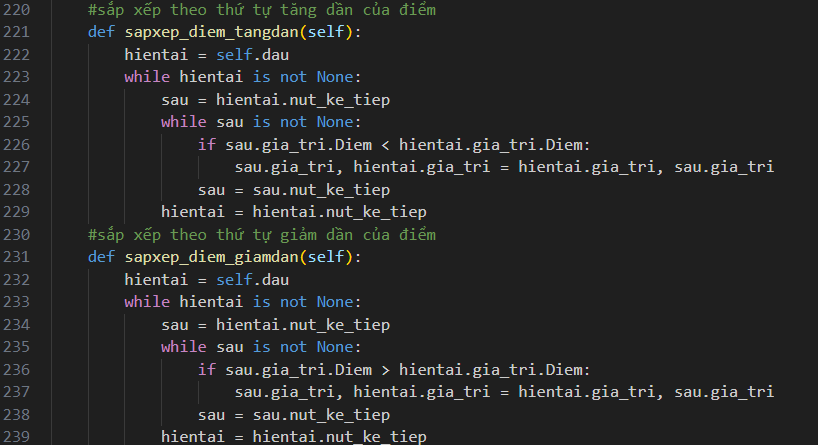 220 #sắp xếp theo thứ tự tăng dần của điểm
221 def sapxep_diem_tangdan(self):
222 hientai = self.dau
223 while hientai is not None:
224 sau = hientai.nut_ke_tiep
225 while sau is not None:
226 if sau.gia_tri.Diem < hientai.gia_tri.Diem:
227 sau.gia_tri, hientai.gia_tri = hientai.gia_tri, sau.gia_tri
228 sau = sau.nut_ke_tiep
229 hientai = hientai.nut_ke_tiep
230 #sắp xếp theo thứ tự giảm dần của điểm
231 def sapxep_diem_giamdan(self):
232 hientai = self.dau
233 while hientai is not None:
234 sau = hientai.nut_ke_tiep
235 while sau is not None:
236 if sau.gia_tri.Diem > hientai.gia_tri.Diem:
237 sau.gia_tri, hientai.gia_tri = hientai.gia_tri, sau.gia_tri
238 sau = sau.nut_ke_tiep
239 hientai = hientai.nut_ke_tiep